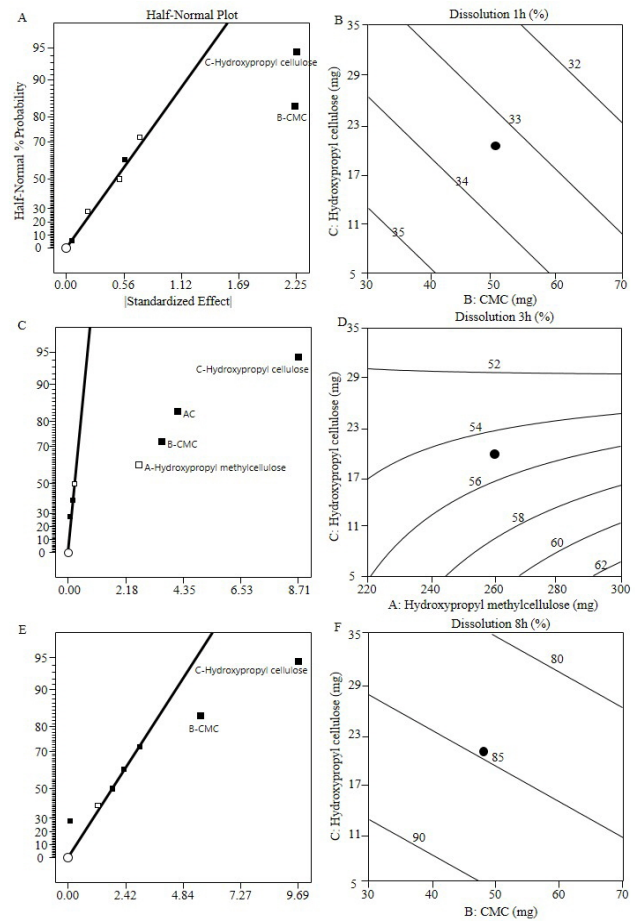 A
Half-Normal Plot
Half-Normal % Probability
95
90
80
70
50
30
20
10
0
C-Hydroxypropyl cellulose
B-CMC
0.00 0.56 1.12 1.69 2.25
|Standardized Effect|
B
Dissolution 1h (%)
C: Hydroxypropyl cellulose (mg)
35
29
23
17
11
5
32
33
34
35
30 40 50 60 70
B: CMC (mg)
C
95
90
80
70
50
30
20
10
0
C-Hydroxypropyl cellulose
AC
B-CMC
A-Hydroxypropyl methylcellulose
0.00 2.18 4.35 6.53 8.71
D
Dissolution 3h (%)
C: Hydroxypropyl cellulose (mg)
35
29
23
17
11
5
52
54
56
58
60
62
220 240 260 280 300
A: Hydroxypropyl methylcellulose (mg)
E
95
90
80
70
50
30
20
10
0
C-Hydroxypropyl cellulose
B-CMC
0.00 2.42 4.84 7.27 9.69
F
Dissolution 8h (%)
C: Hydroxypropyl cellulose (mg)
35
29
23
17
11
5
80
85
90
30 40 50 60 70
B: CMC (mg)